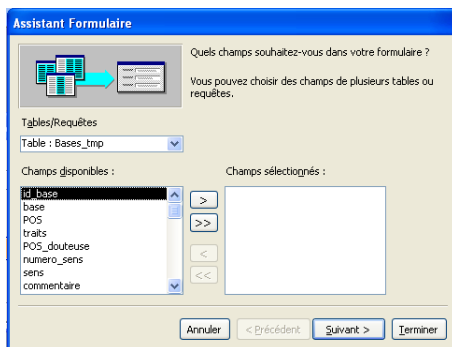 Assistant Formulaire
Quels champs souhaitez-vous dans votre formulaire ?
Vous pouvez choisir des champs de plusieurs tables ou
requêtes.
Tables/Requêtes
Table : Bases_tmp
Champs disponibles :
Champs sélectionnés :
id_base
base
POS
traits
POS_douteuse
numero_sens
sens
commentaire
>
>>
<
<<
Annuler
< Précédent
Suivant >
Terminer